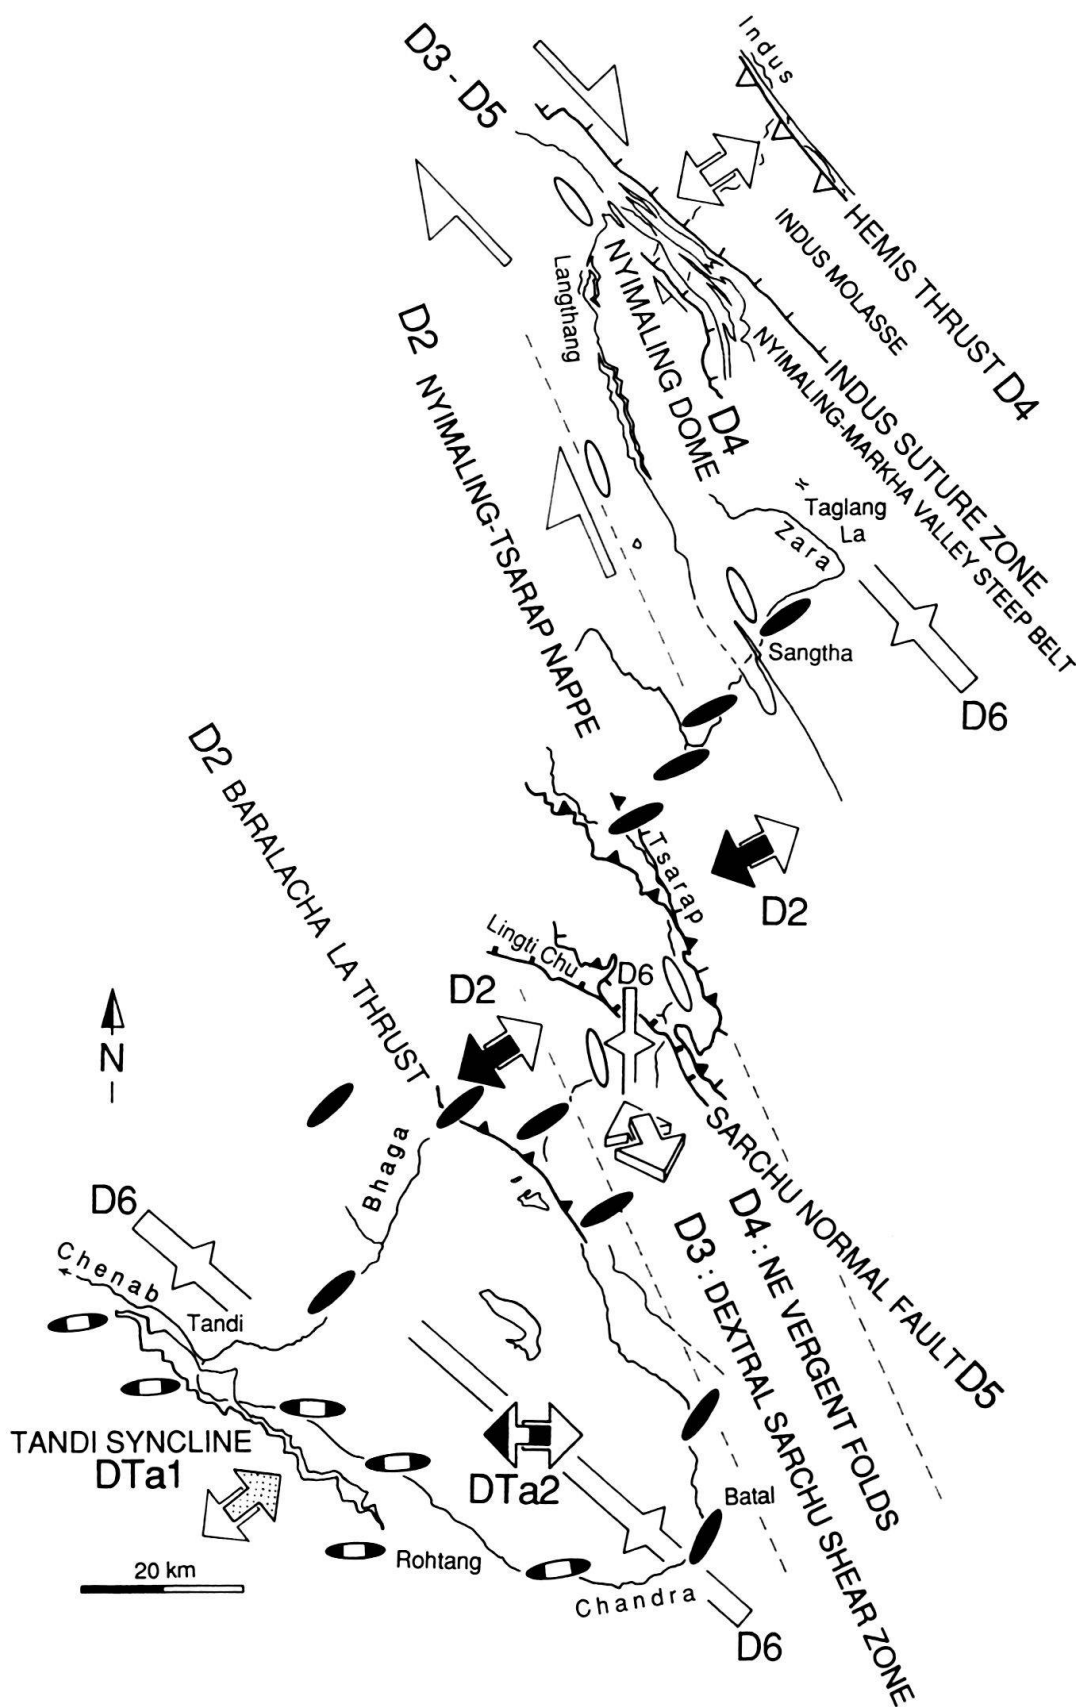 Indus
D3 - D5
HEMIS THRUST D4
INDUS MOLASSE
INDUS SUTURE ZONE
NYIMALING-MARKHA VALLEY STEEP BELT
NYIMALING DOME
D4
Langthang
D2 NYIMALING-TSARAP NAPPE
Taglang
La
Zara
Sangtha
D6
D2 BARALACHA LA THRUST
Tsarap
D2
Lingti Chu
D6
D2
N
SARCHU NORMAL FAULT D5
D4 : NE VERGENT FOLDS
D3 : DEXTRAL SARCHU SHEAR ZONE
Bhaga
D6
Chenab
Tandi
TANDI SYNCLINE
DTa1
DTa2
Batal
Rohtang
20 km
Chandra
D6